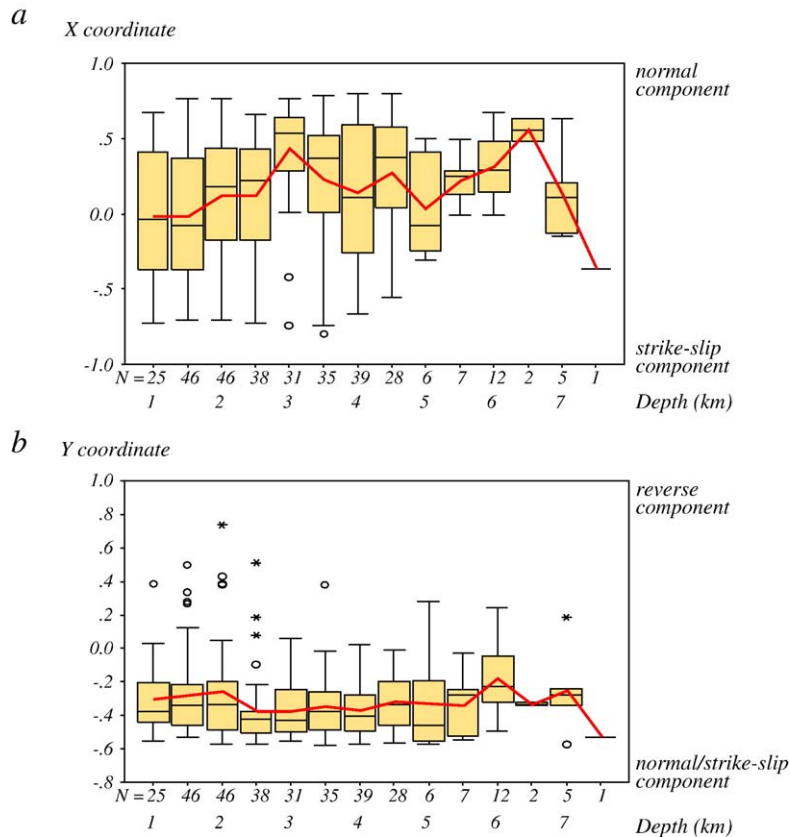 a
X coordinate
1.0
.5
0.0
-.5
-1.0
normal component
strike-slip component
N = 25 46 46 38 31 35 39 28 6 7 12 2 5 1
1 2 3 4 5 6 7 Depth (km)
b
Y coordinate
1.0
.8
.6
.4
.2
0.0
-.2
-.4
-.6
-.8
reverse component
normal/strike-slip component
N = 25 46 46 38 31 35 39 28 6 7 12 2 5 1
1 2 3 4 5 6 7 Depth (km)